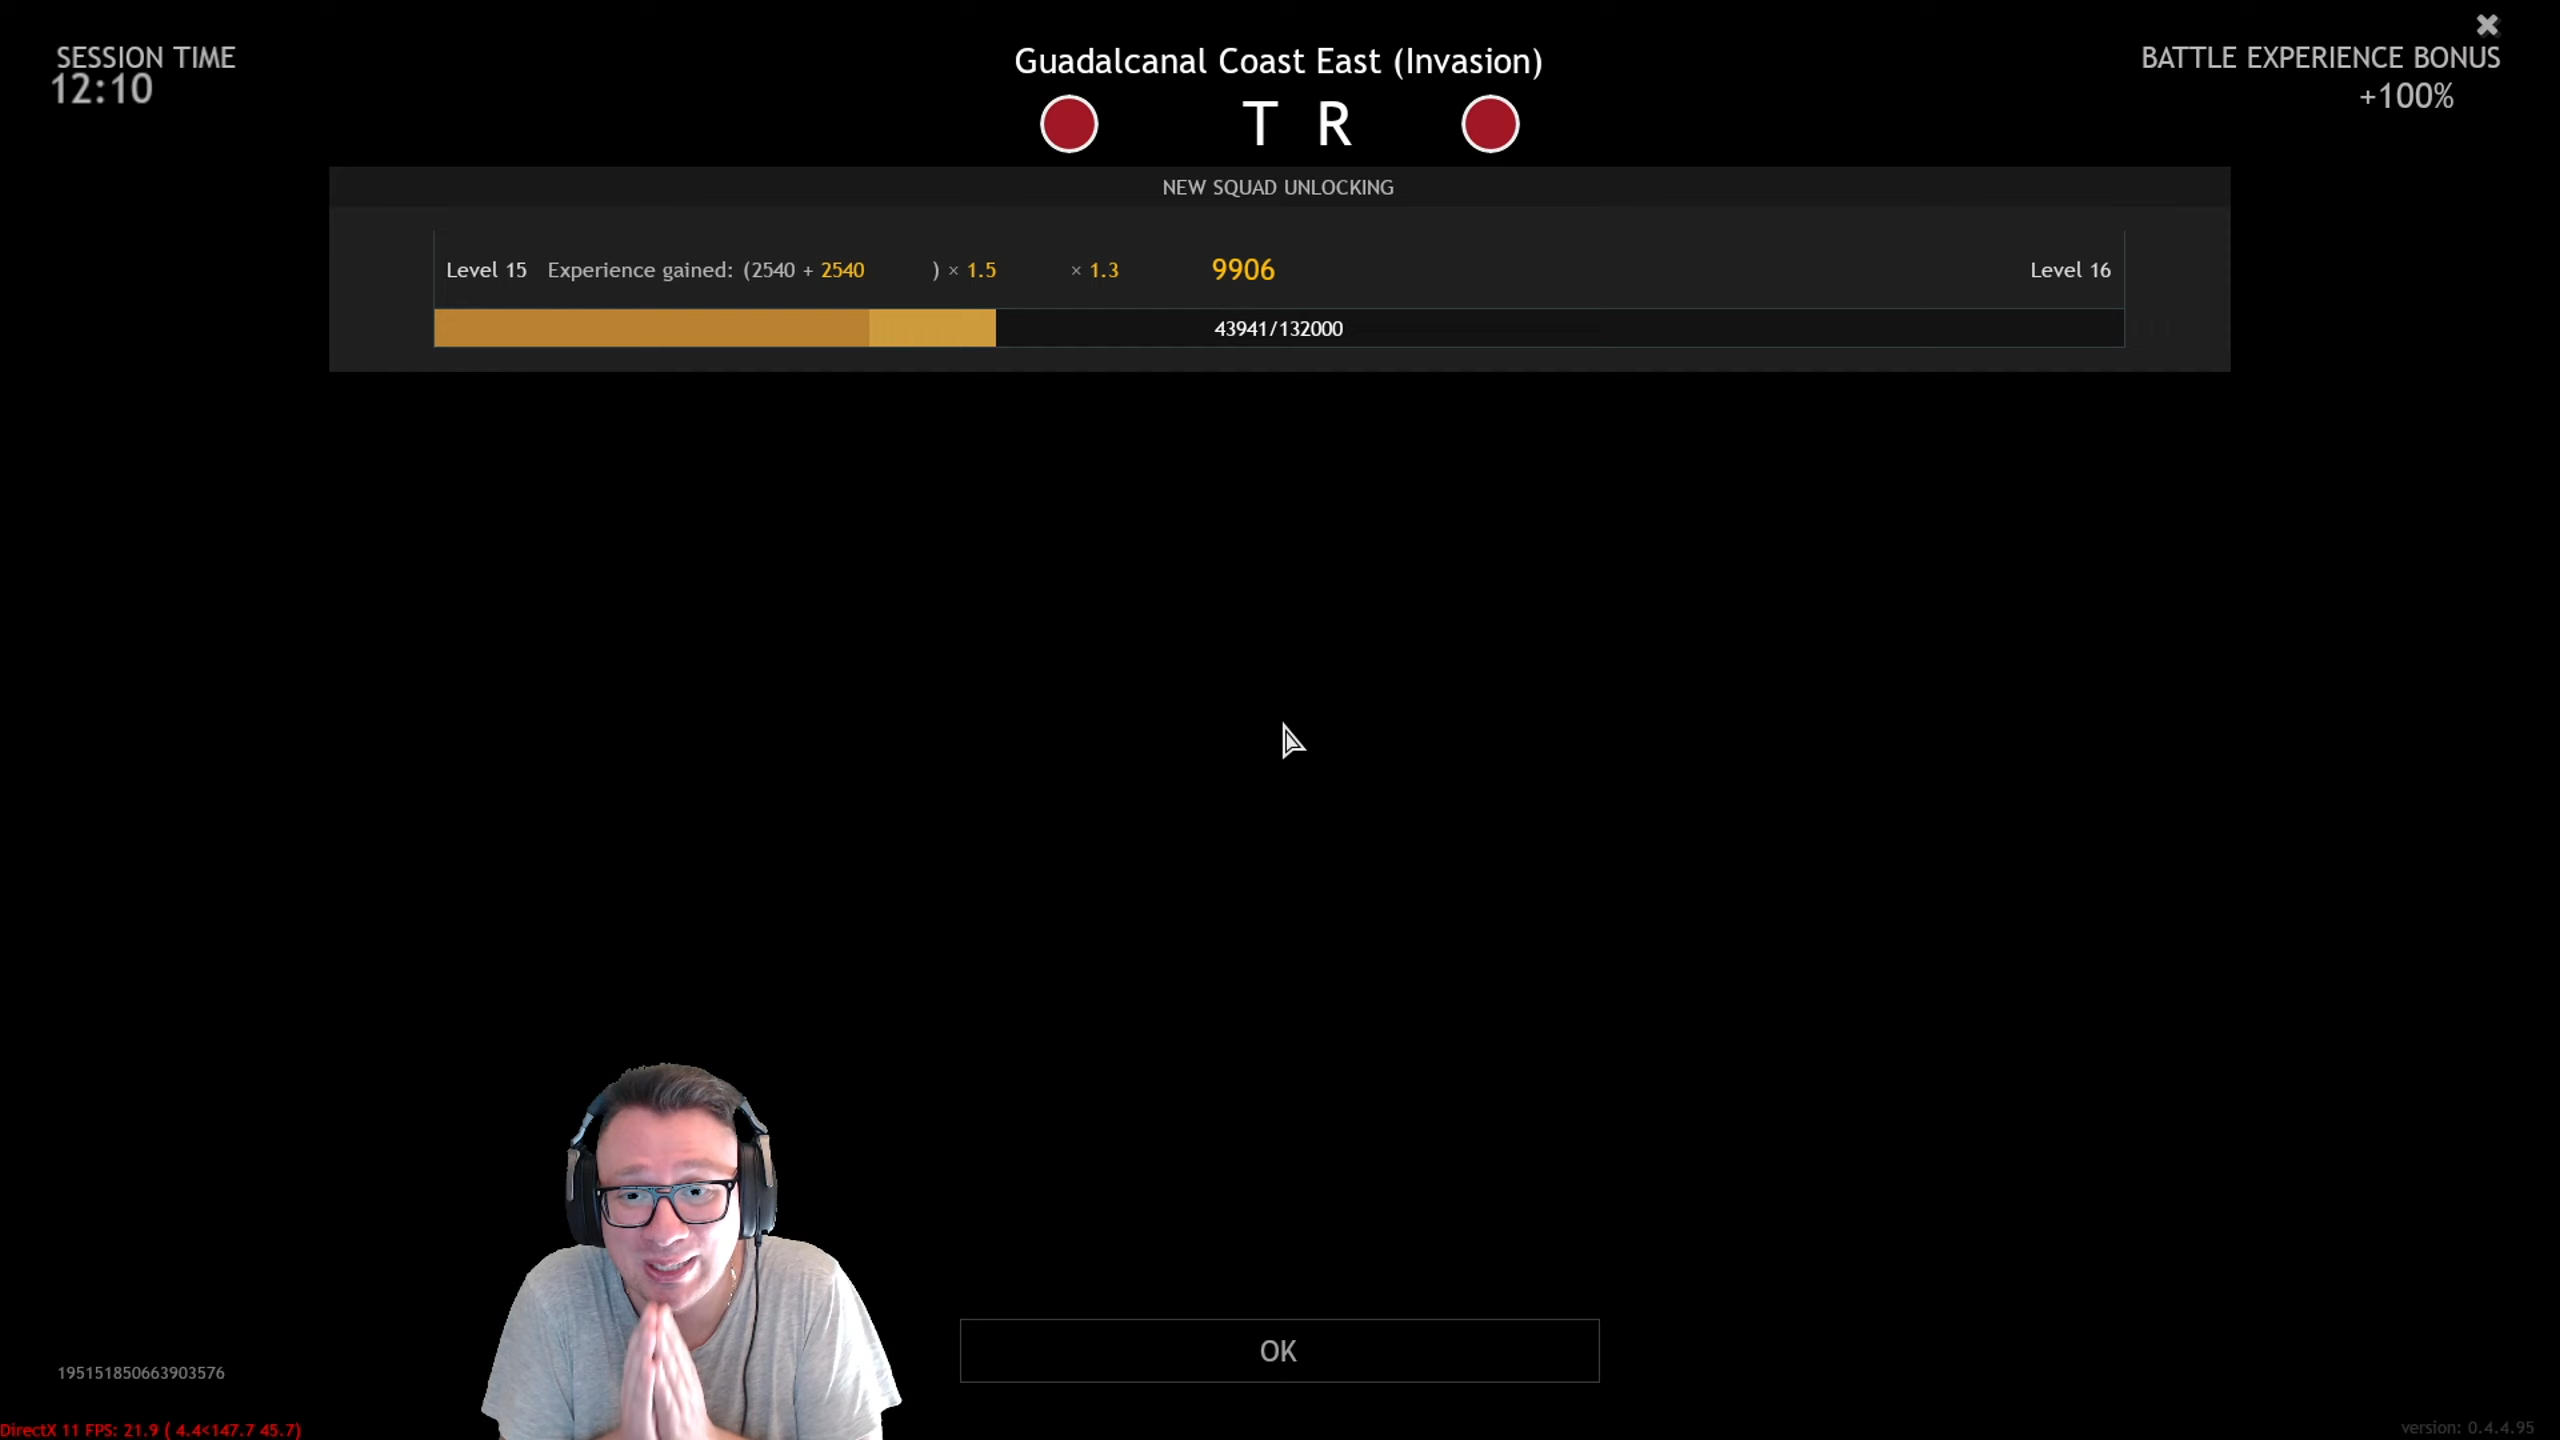 SESSION TIME
12:10
Guadalcanal Coast East (Invasion)
T R
BATTLE EXPERIENCE BONUS
+100%
NEW SQUAD UNLOCKING
Level 15 Experience gained: (2540 + 2540 ) × 1.5 × 1.3 9906 Level 16
43941/132000
OK
195151850663903576
DirectX 11 FPS: 21.9 ( 4.4<147.7 45.7)
version: 0.4.4.95